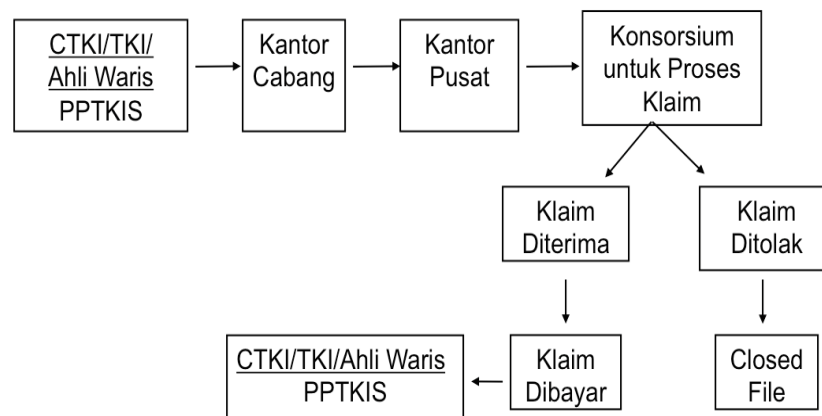 CTKI/TKI/
Ahli Waris
PPTKIS
Kantor
Cabang
Kantor
Pusat
Konsorsium
untuk Proses
Klaim
Klaim
Diterima
Klaim
Ditolak
CTKI/TKI/Ahli Waris
PPTKIS
Klaim
Dibayar
Closed
File